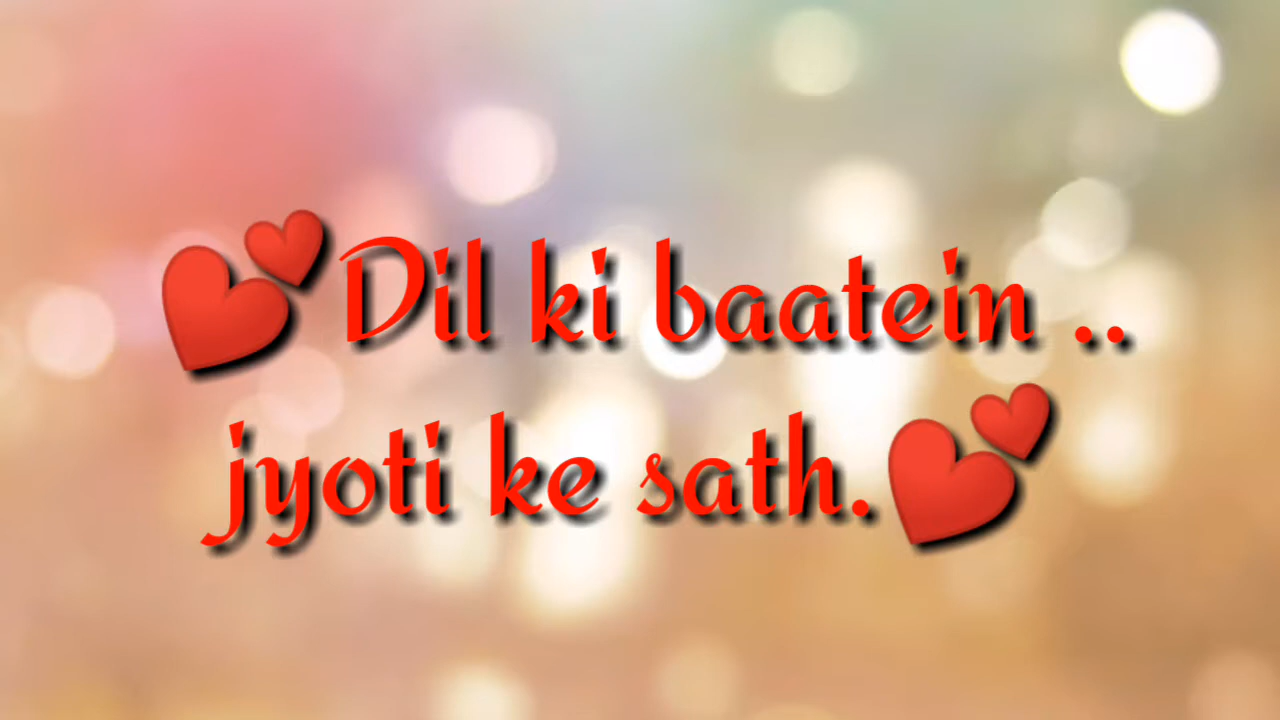 💕Dil ki baatein ..
jyoti ke sath.💕